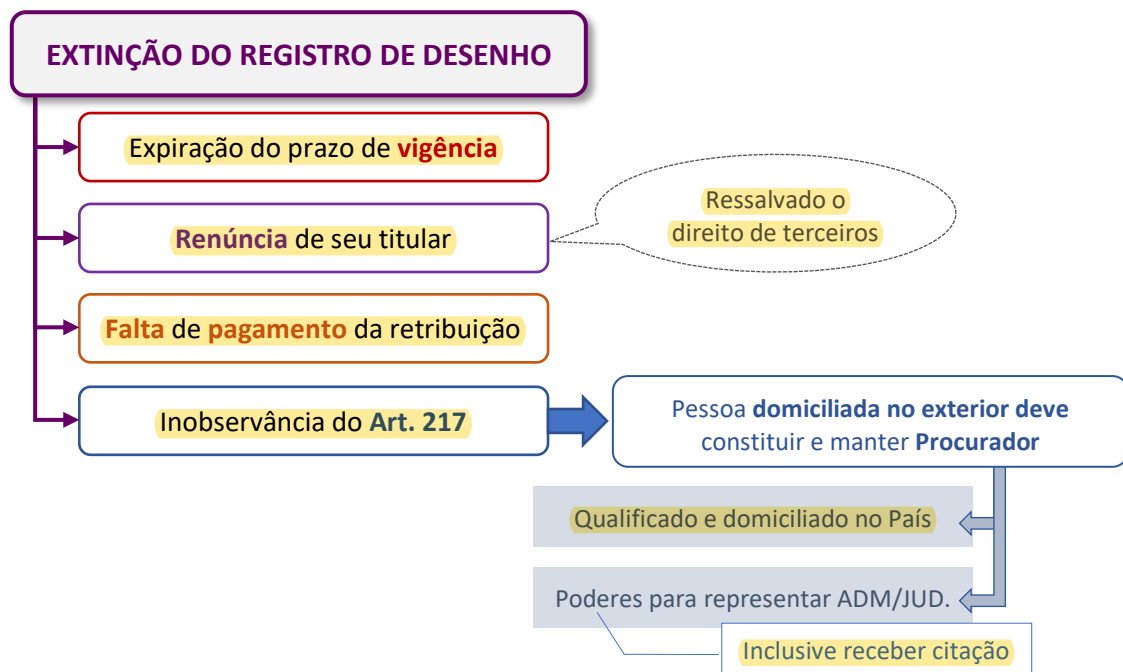 EXTINÇÃO DO REGISTRO DE DESENHO
Expiração do prazo de vigência
Renúncia de seu titular
Ressalvado o
direito de terceiros
Falta de pagamento da retribuição
Inobservância do Art. 217
Pessoa domiciliada no exterior deve
constituir e manter Procurador
Qualificado e domiciliado no País
Poderes para representar ADM/JUD.
Inclusive receber citação